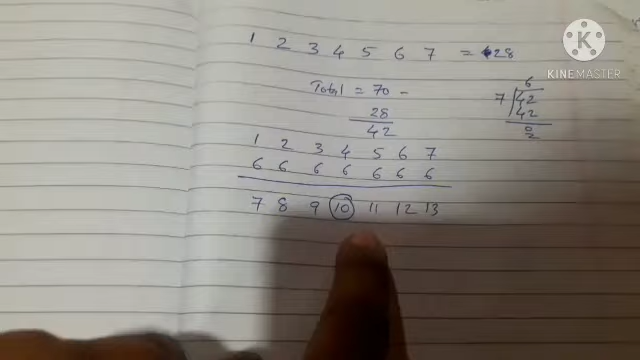 1 2 3 4 5 6 7 = 28
Total = 70 -
28
42
6
7 42
42
0
1 2 3 4 5 6 7
6 6 6 6 6 6 6
7 8 9 10 11 12 13
K
KINEMASTER